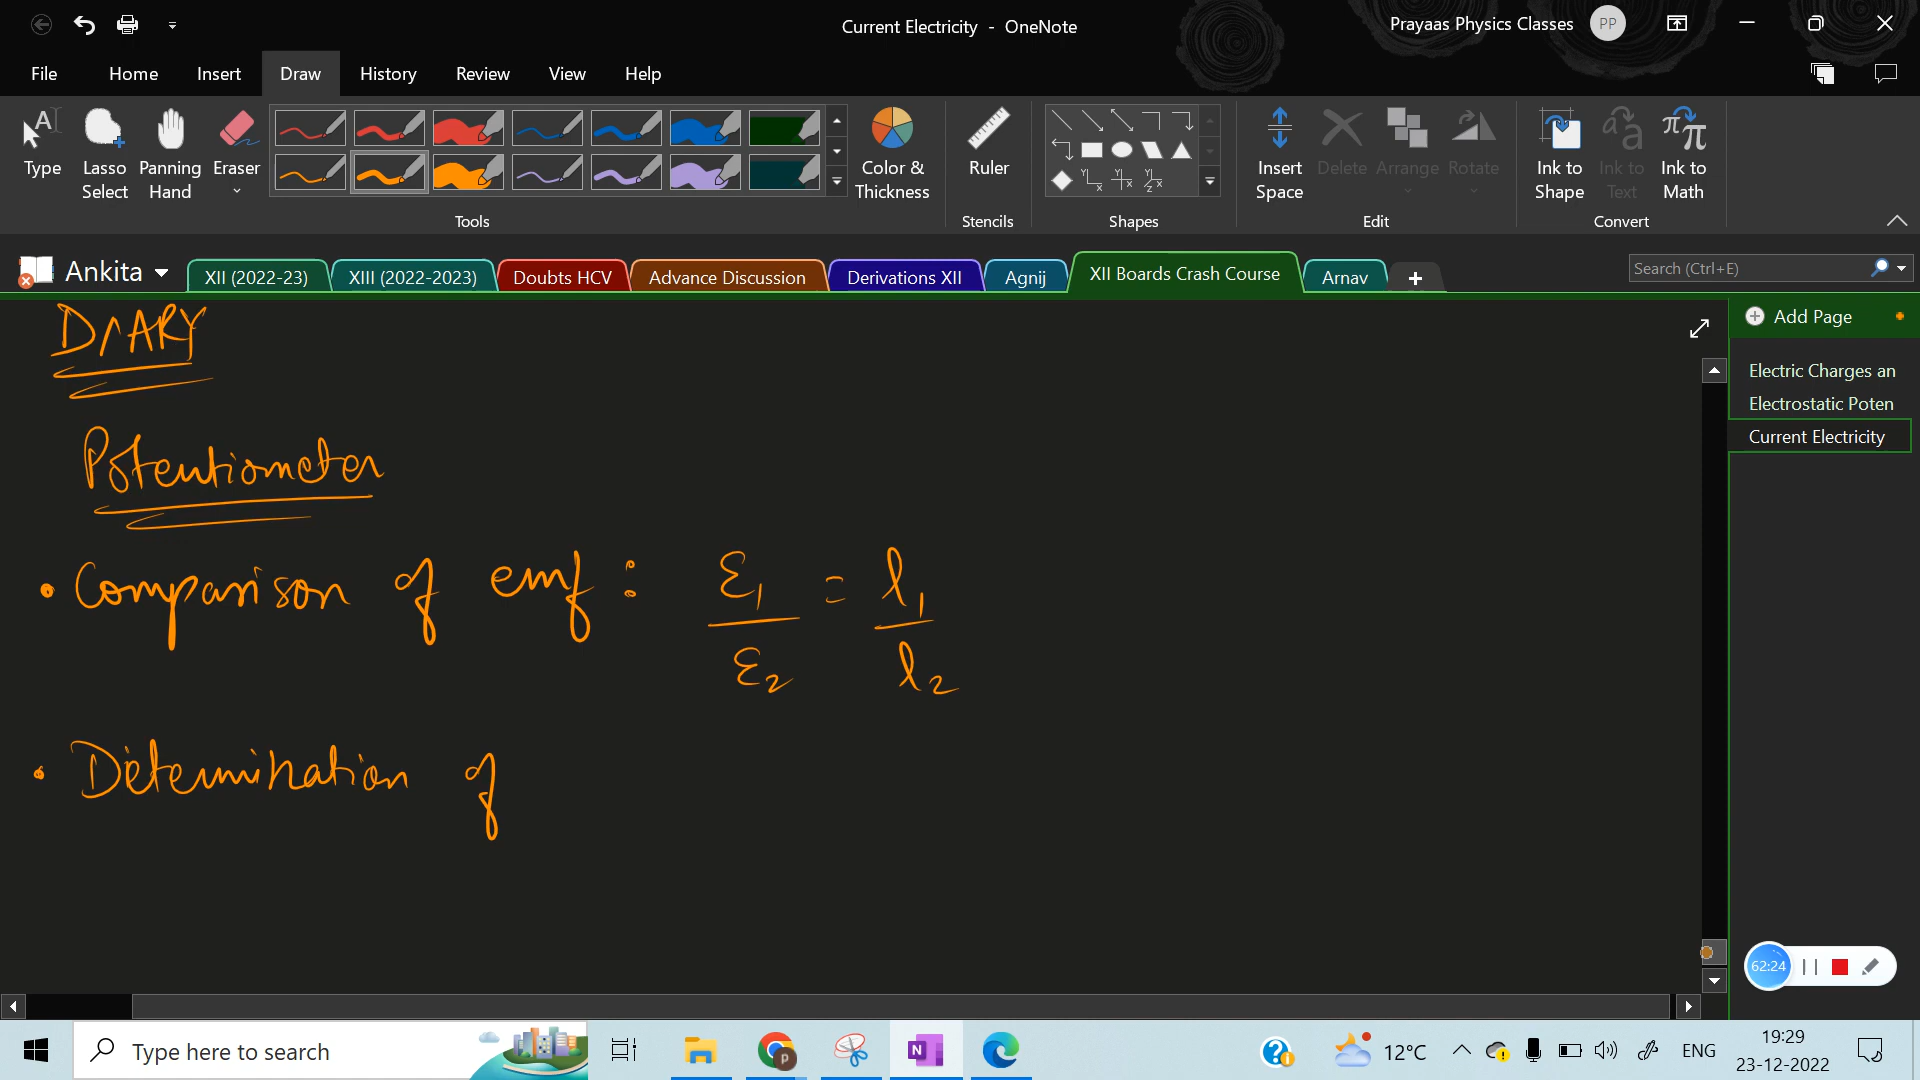 Current Electricity - OneNote
Prayaas Physics Classes PP
File Home Insert Draw History Review View Help
Type
Lasso Select
Panning Hand
Eraser
Color & Thickness
Ruler
Insert Space
Delete
Arrange
Rotate
Ink to Shape
Ink to Text
Ink to Math
Tools Stencils Shapes Edit Convert
Ankita XII (2022-23) XIII (2022-2023) Doubts HCV Advance Discussion Derivations XII Agnij XII Boards Crash Course Arnav + Search (Ctrl+E)
Add Page
Electric Charges an
Electrostatic Poten
Current Electricity
DIARY
Potentiometer
• Comparison of emf : ε1/ε2 = l1/l2
• Determination of
62:24
Type here to search
12°C ENG 19:29
23-12-2022